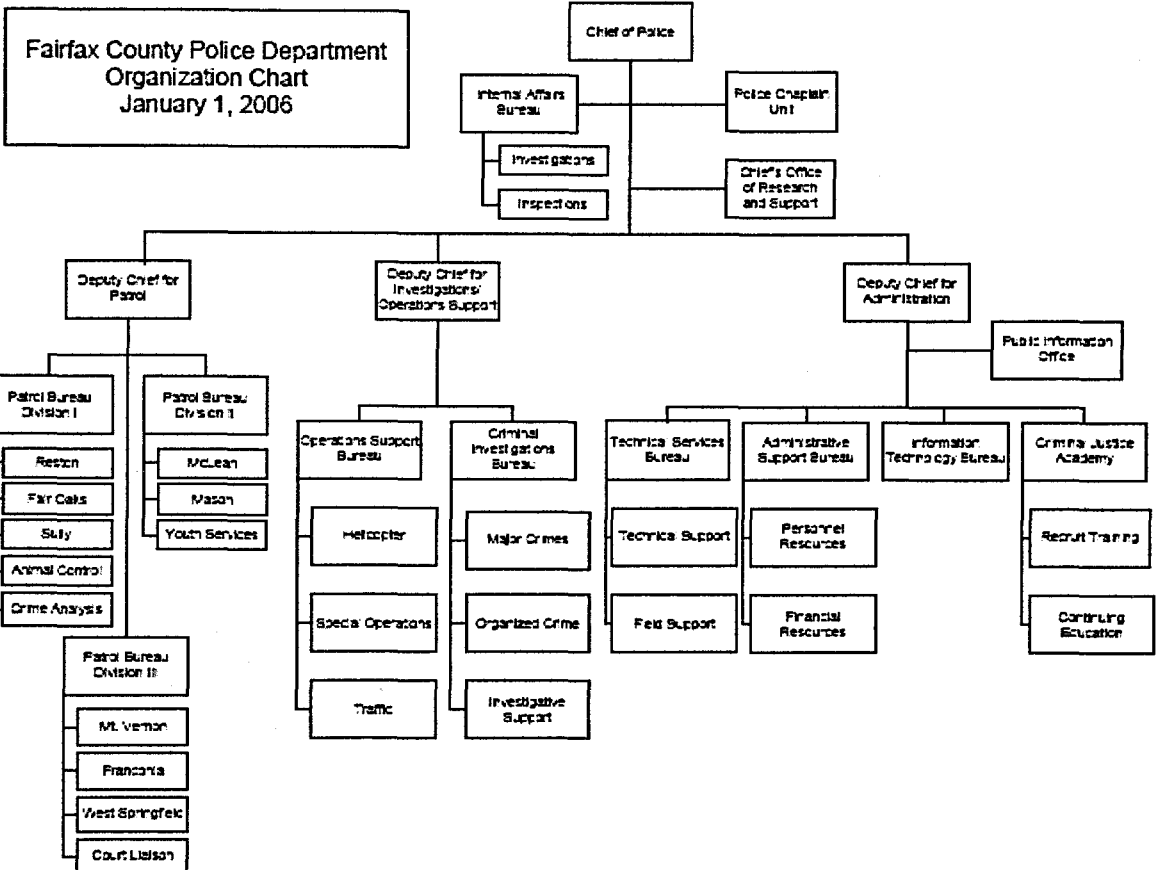 Fairfax County Police Department
Organization Chart
January 1, 2006
Chief of Police
Internal Affairs
Bureau
Police Chaplain
Unit
Investigations
Inspections
Chief's Office
of Research
and Support
Deputy Chief for
Patrol
Deputy Chief for
Investigations/
Operations Support
Deputy Chief for
Administration
Public Information
Office
Patrol Bureau
Division I
Reston
Fair Oaks
Sully
Animal Control
Crime Analysis
Patrol Bureau
Division II
McLean
Mason
Youth Services
Patrol Bureau
Division III
Mt. Vernon
Franconia
West Springfield
Court Liaison
Operations Support
Bureau
Helicopter
Special Operations
Traffic
Criminal
Investigations
Bureau
Major Crimes
Organized Crime
Investigative
Support
Technical Services
Bureau
Technical Support
Field Support
Administrative
Support Bureau
Personnel
Resources
Financial
Resources
Information
Technology Bureau
Criminal Justice
Academy
Recruit Training
Continuing
Education